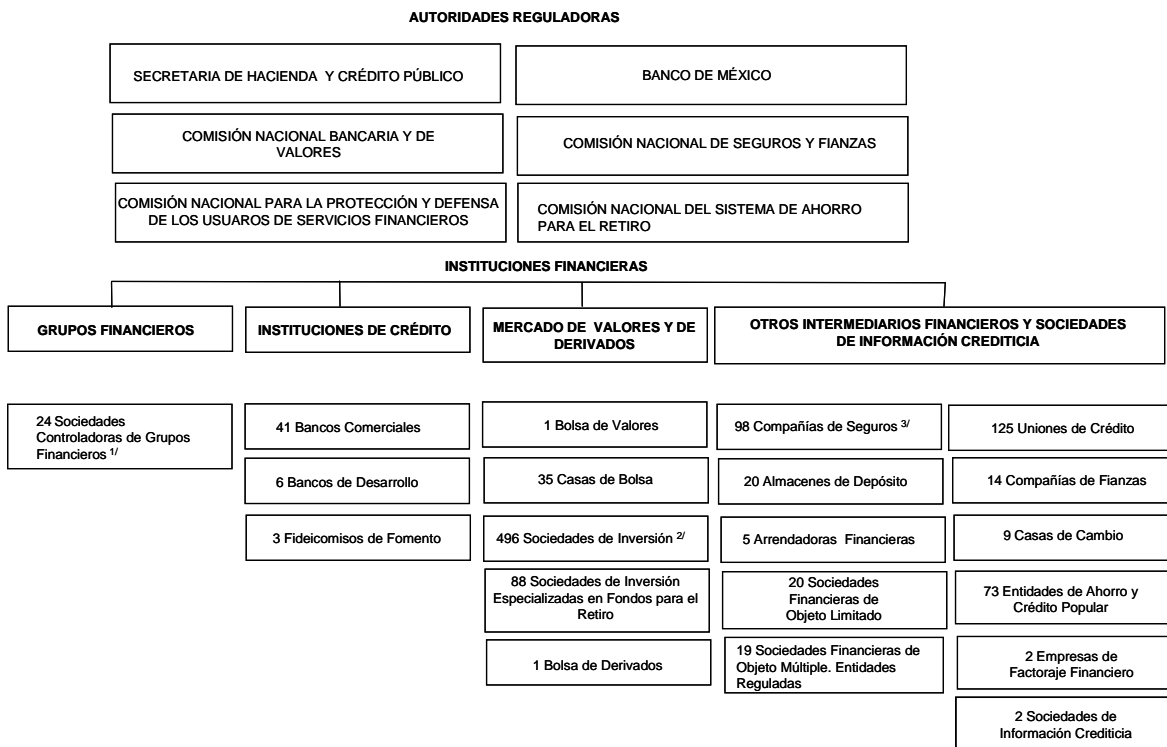 AUTORIDADES REGULADORAS
SECRETARIA DE HACIENDA Y CRÉDITO PÚBLICO
BANCO DE MÉXICO
COMISIÓN NACIONAL BANCARIA Y DE
VALORES
COMISIÓN NACIONAL DE SEGUROS Y FIANZAS
COMISIÓN NACIONAL PARA LA PROTECCIÓN Y DEFENSA
DE LOS USUAROS DE SERVICIOS FINANCIEROS
COMISIÓN NACIONAL DEL SISTEMA DE AHORRO
PARA EL RETIRO
INSTITUCIONES FINANCIERAS
GRUPOS FINANCIEROS
INSTITUCIONES DE CRÉDITO
MERCADO DE VALORES Y DE
DERIVADOS
OTROS INTERMEDIARIOS FINANCIEROS Y SOCIEDADES
DE INFORMACIÓN CREDITICIA
24 Sociedades
Controladoras de Grupos
Financieros 1/
41 Bancos Comerciales
6 Bancos de Desarrollo
3 Fideicomisos de Fomento
1 Bolsa de Valores
35 Casas de Bolsa
496 Sociedades de Inversión 2/
88 Sociedades de Inversión
Especializadas en Fondos para el
Retiro
1 Bolsa de Derivados
98 Compañías de Seguros 3/
20 Almacenes de Depósito
5 Arrendadoras Financieras
20 Sociedades
Financieras de
Objeto Limitado
19 Sociedades Financieras de
Objeto Múltiple. Entidades
Reguladas
125 Uniones de Crédito
14 Compañías de Fianzas
9 Casas de Cambio
73 Entidades de Ahorro y
Crédito Popular
2 Empresas de
Factoraje Financiero
2 Sociedades de
Información Crediticia